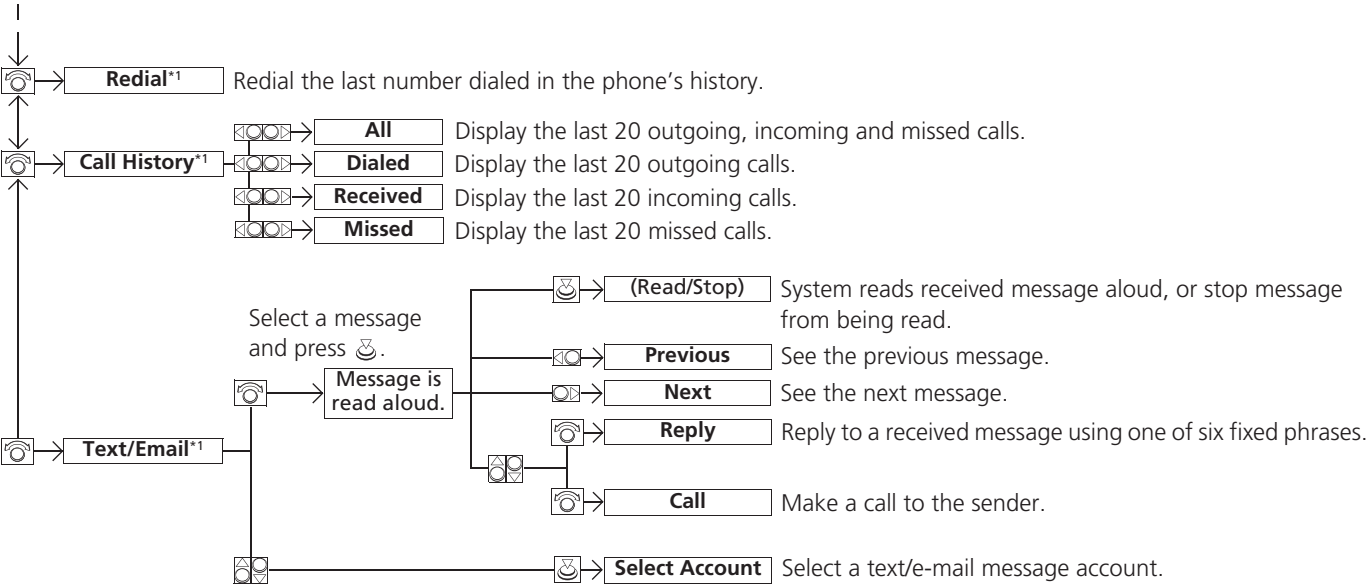 Redial*1 Redial the last number dialed in the phone’s history.
All Display the last 20 outgoing, incoming and missed calls.
Call History*1 Dialed Display the last 20 outgoing calls.
Received Display the last 20 incoming calls.
Missed Display the last 20 missed calls.
(Read/Stop) System reads received message aloud, or stop message
from being read.
Select a message
and press .
Previous See the previous message.
Message is
read aloud.
Next See the next message.
Reply Reply to a received message using one of six fixed phrases.
Text/Email*1
Call Make a call to the sender.
Select Account Select a text/e-mail message account.